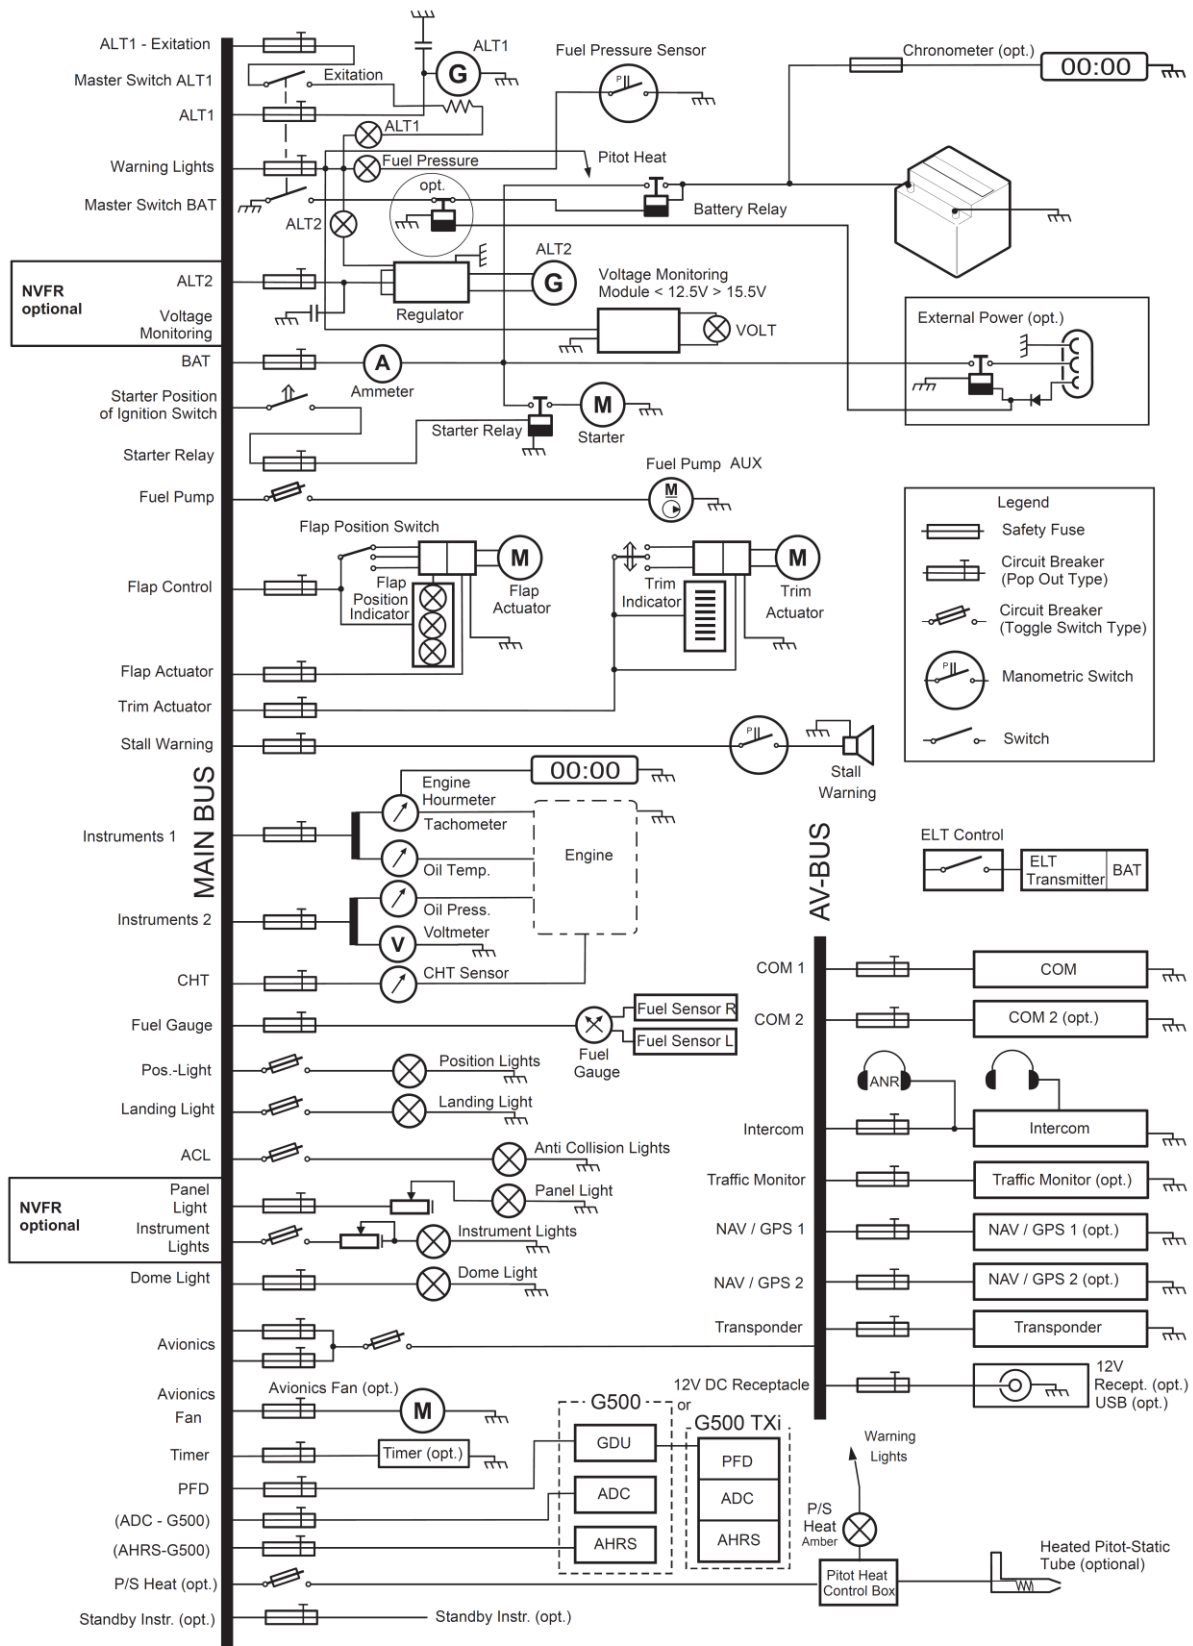 ALT1 - Exitation
Master Switch ALT1
Exitation
ALT1
G
Fuel Pressure Sensor
P
Chronometer (opt.)
00:00
ALT1
ALT1
Warning Lights
Fuel Pressure
Pitot Heat
Master Switch BAT
opt.
Battery Relay
ALT2
NVFR
optional
ALT2
Voltage
Monitoring
Regulator
ALT2
G
Voltage Monitoring
Module < 12.5V > 15.5V
VOLT
External Power (opt.)
BAT
A
Ammeter
Starter Position
of Ignition Switch
Starter Relay
M
Starter
Starter Relay
Fuel Pump
Fuel Pump AUX
M
Legend
Safety Fuse
Circuit Breaker
(Pop Out Type)
Circuit Breaker
(Toggle Switch Type)
P
Manometric Switch
Switch
Flap Position Switch
M
Flap Control
Flap
Position
Indicator
Flap
Actuator
Trim
Indicator
M
Trim
Actuator
Flap Actuator
Trim Actuator
Stall Warning
P
Stall
Warning
MAIN BUS
Engine
Hourmeter
00:00
Tachometer
Instruments 1
Oil Temp.
Engine
Instruments 2
Oil Press.
V
Voltmeter
CHT
CHT Sensor
Fuel Gauge
Fuel
Gauge
Fuel Sensor R
Fuel Sensor L
Pos.-Light
Position Lights
Landing Light
Landing Light
ACL
Anti Collision Lights
NVFR
optional
Panel
Light
Panel Light
Instrument
Lights
Instrument Lights
Dome Light
Dome Light
Avionics
Avionics
Fan
Avionics Fan (opt.)
M
Timer
Timer (opt.)
PFD
(ADC - G500)
(AHRS-G500)
P/S Heat (opt.)
Standby Instr. (opt.)
Standby Instr. (opt.)
G500
GDU
ADC
AHRS
or
G500 TXi
PFD
ADC
AHRS
ELT Control
ELT
Transmitter
BAT
AV-BUS
COM 1
COM
COM 2
COM 2 (opt.)
ANR
Intercom
Intercom
Traffic Monitor
Traffic Monitor (opt.)
NAV / GPS 1
NAV / GPS 1 (opt.)
NAV / GPS 2
NAV / GPS 2 (opt.)
Transponder
Transponder
12V DC Receptacle
12V
Recept. (opt.)
USB (opt.)
Warning
Lights
P/S
Heat
Amber
Pitot Heat
Control Box
Heated Pitot-Static
Tube (optional)